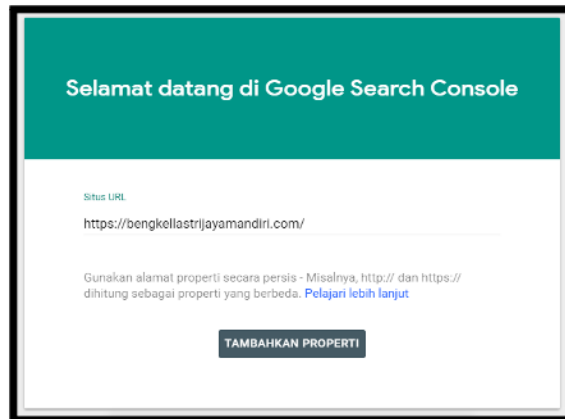 Selamat datang di Google Search Console
Situs URL
https://bengkellastrijayamandiri.com/
Gunakan alamat properti secara persis - Misalnya, http:// dan https://
dihitung sebagai properti yang berbeda. Pelajari lebih lanjut
TAMBAHKAN PROPERTI